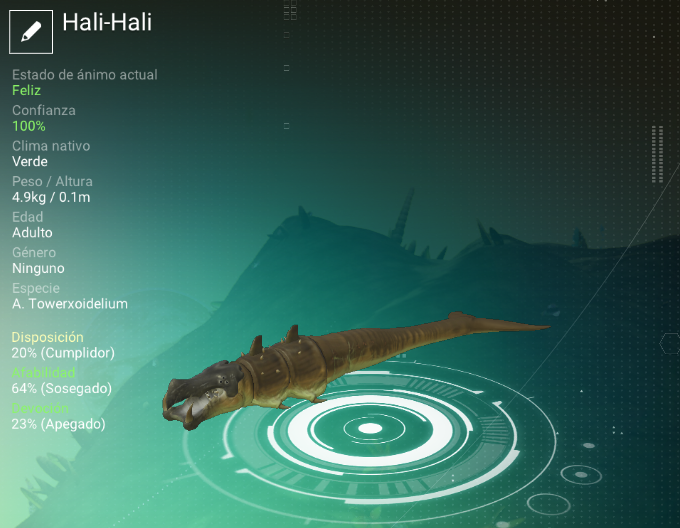 Hali-Hali
Estado de ánimo actual
Feliz
Confianza
100%
Clima nativo
Verde
Peso / Altura
4.9kg / 0.1m
Edad
Adulto
Género
Ninguno
Especie
A. Towerxoidelium
Disposición
20% (Cumplidor)
Afabilidad
64% (Sosegado)
Devoción
23% (Apegado)